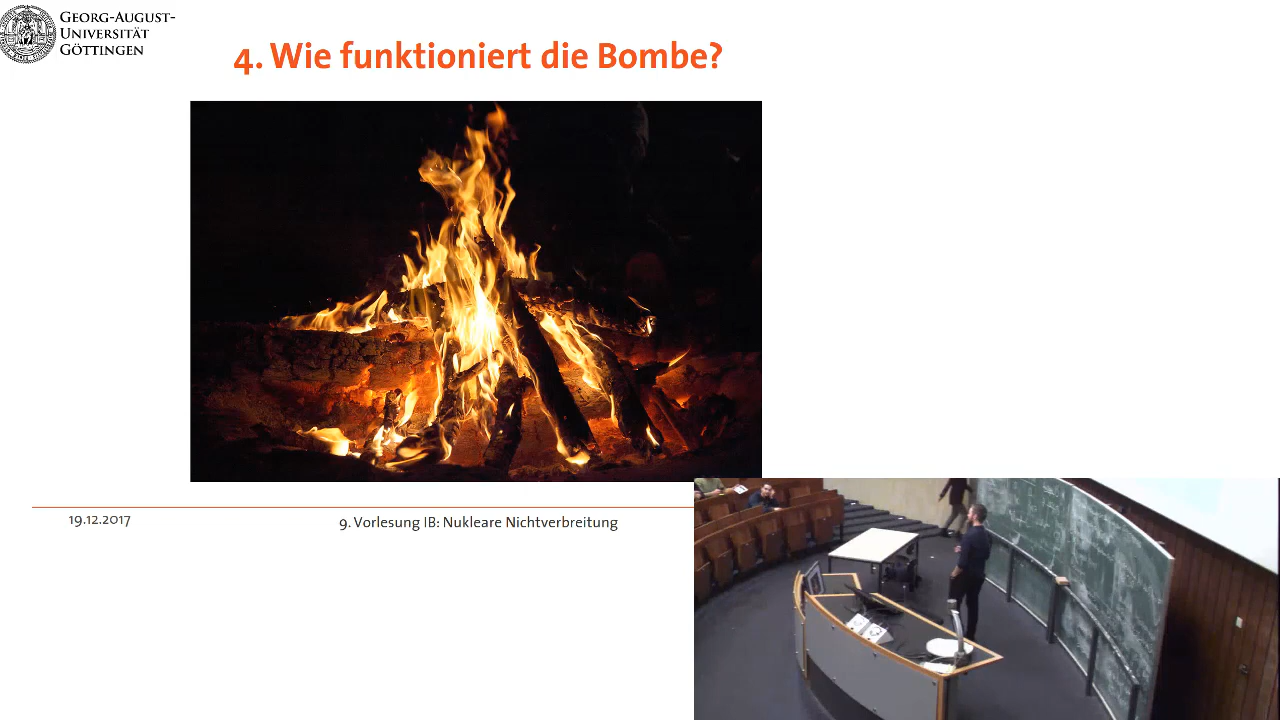 GEORG-AUGUST-
UNIVERSITÄT
GÖTTINGEN
4. Wie funktioniert die Bombe?
19.12.2017
9. Vorlesung IB: Nukleare Nichtverbreitung